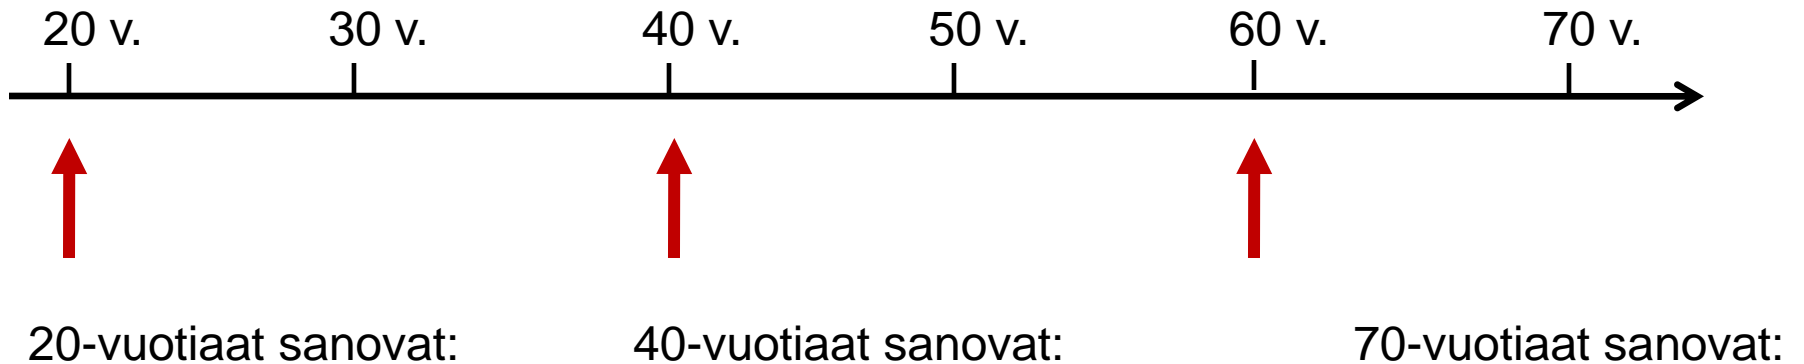 20 v. 30 v. 40 v. 50 v. 60 v. 70 v.
20-vuotiaat sanovat: 40-vuotiaat sanovat: 70-vuotiaat sanovat: